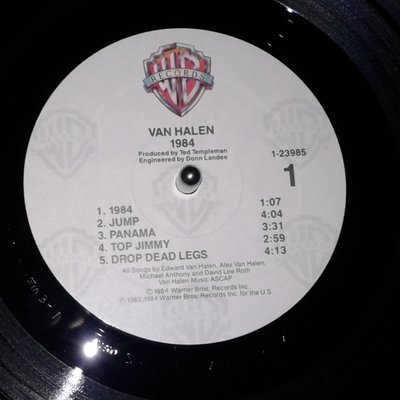 WB
RECORDS
VAN HALEN
1984
Produced by Ted Templeman
Engineered by Donn Landee
1-23985
1
1. 1984 1:07
2. JUMP 4:04
3. PANAMA 3:31
4. TOP JIMMY 2:59
5. DROP DEAD LEGS 4:13
All Songs by Edward Van Halen, Alex Van Halen,
Michael Anthony and David Lee Roth.
Van Halen Music ASCAP
© 1984 Warner Bros. Records Inc.
℗ 1983, 1984 Warner Bros. Records Inc. for the U.S.